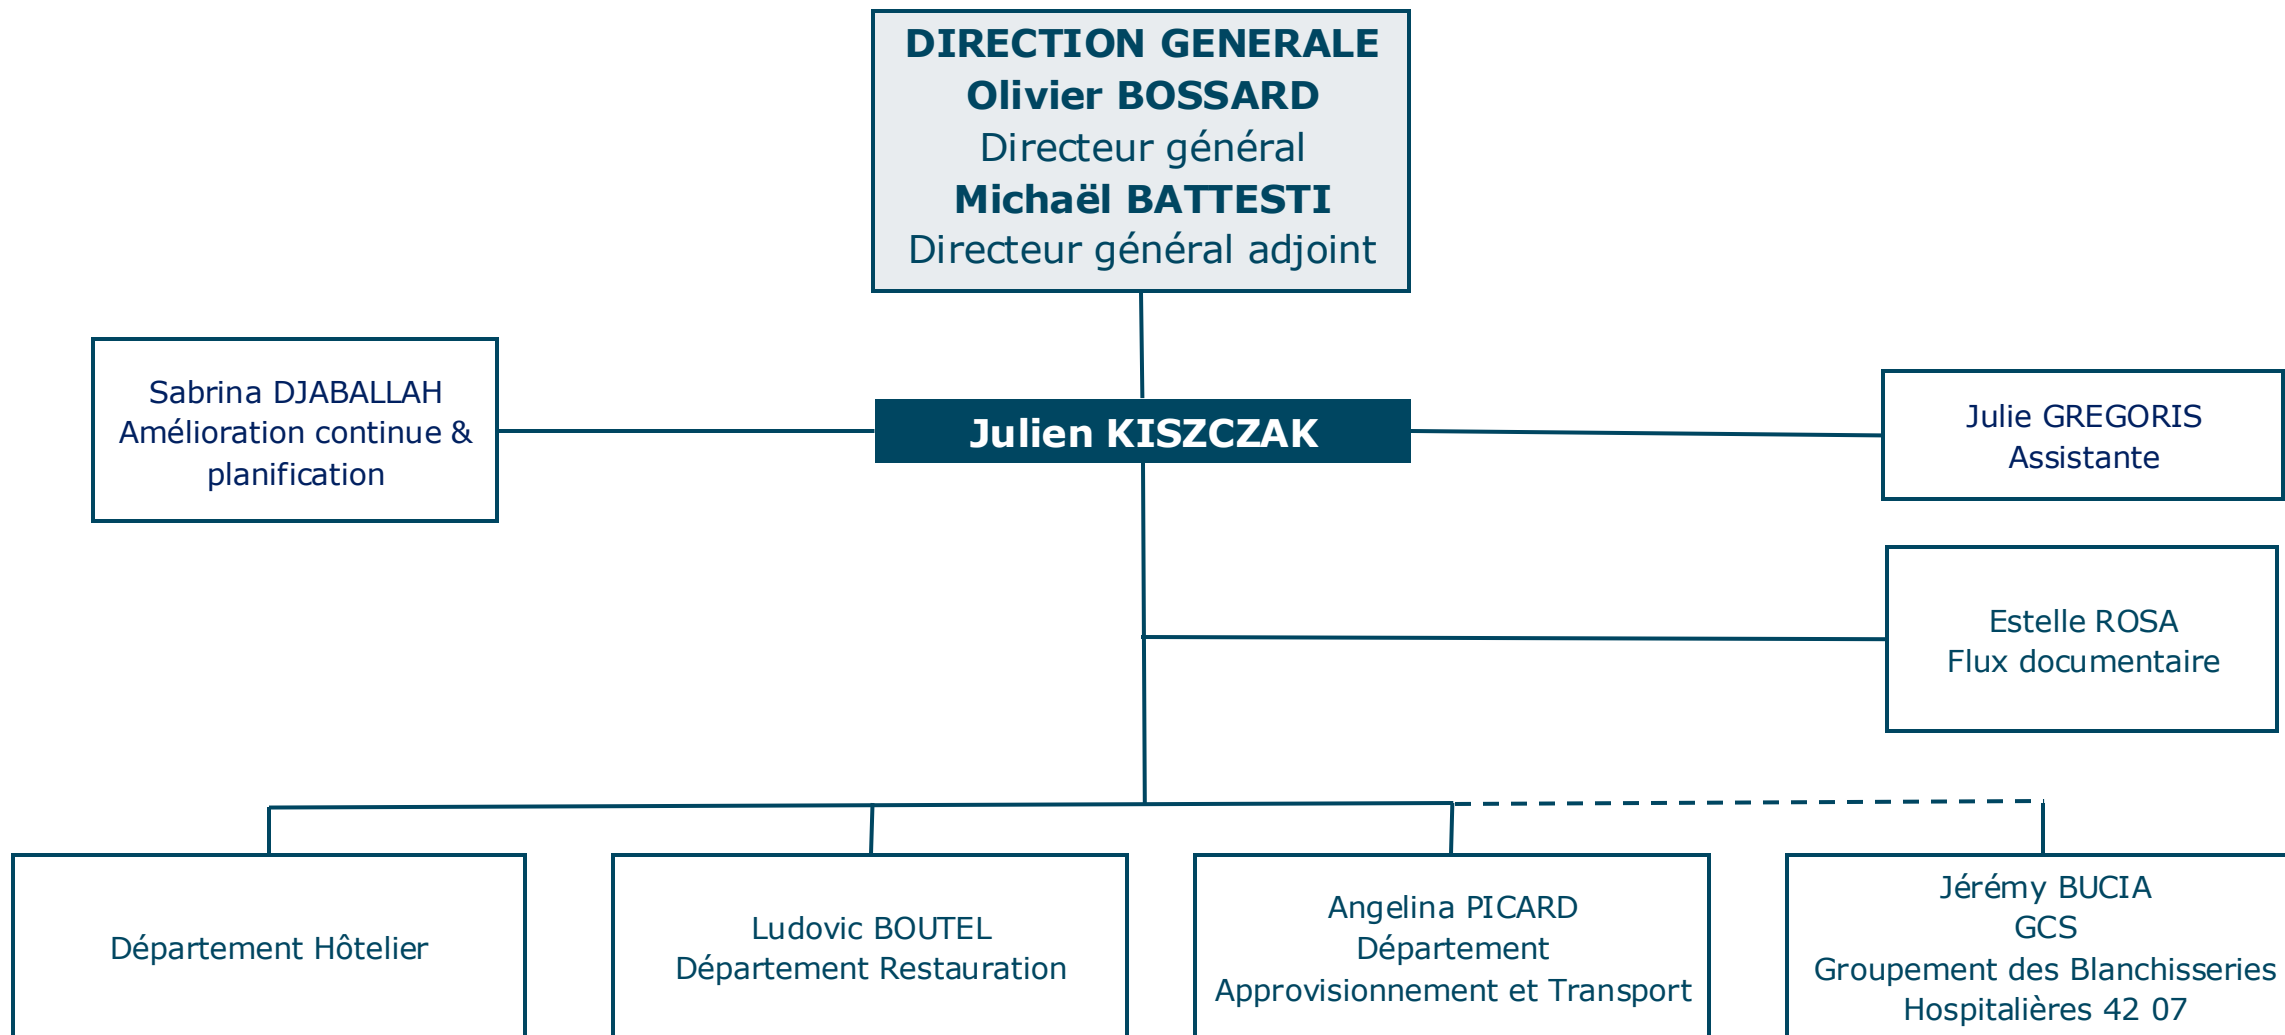 DIRECTION GENERALE
Olivier BOSSARD
Directeur général
Michaël BATTESTI
Directeur général adjoint
Sabrina DJABALLAH
Amélioration continue &
planification
Julien KISZCZAK
Julie GREGORIS
Assistante
Estelle ROSA
Flux documentaire
Département Hôtelier
Ludovic BOUTEL
Département Restauration
Angelina PICARD
Département
Approvisionnement et Transport
Jérémy BUCIA
GCS
Groupement des Blanchisseries
Hospitalières 42 07